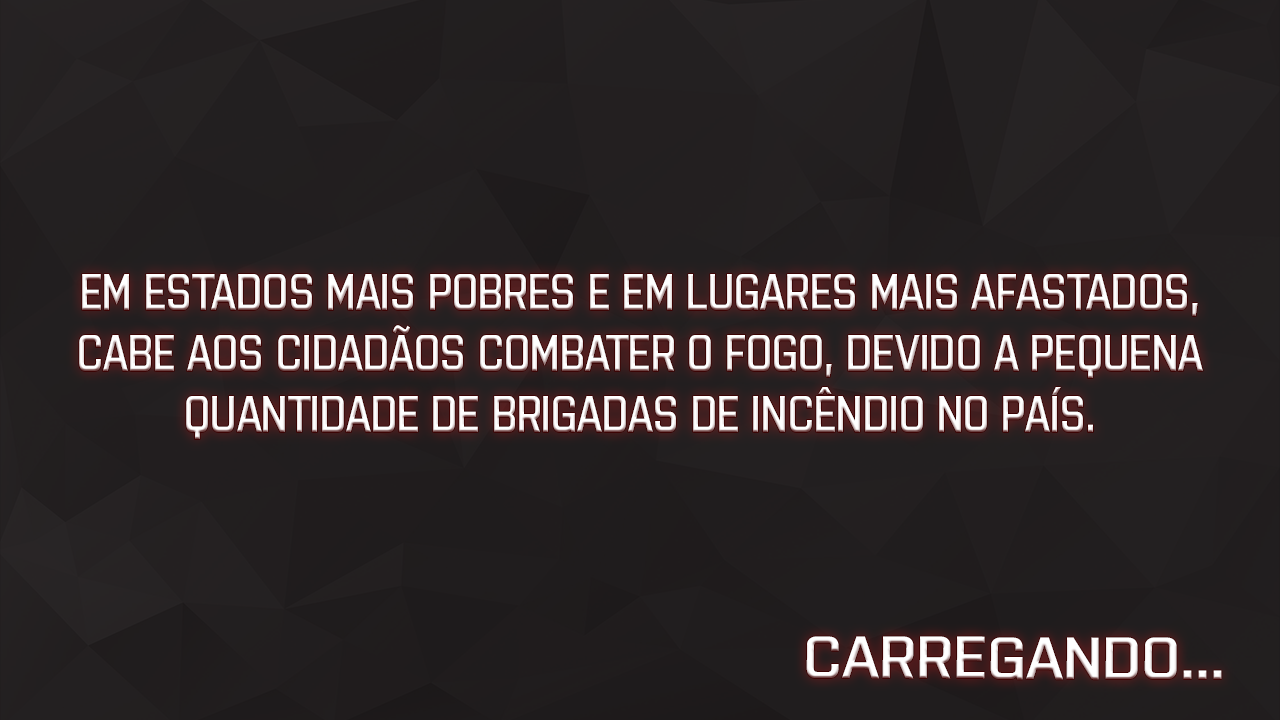 EM ESTADOS MAIS POBRES E EM LUGARES MAIS AFASTADOS,
CABE AOS CIDADÃOS COMBATER O FOGO, DEVIDO A PEQUENA
QUANTIDADE DE BRIGADAS DE INCÊNDIO NO PAÍS.
CARREGANDO...